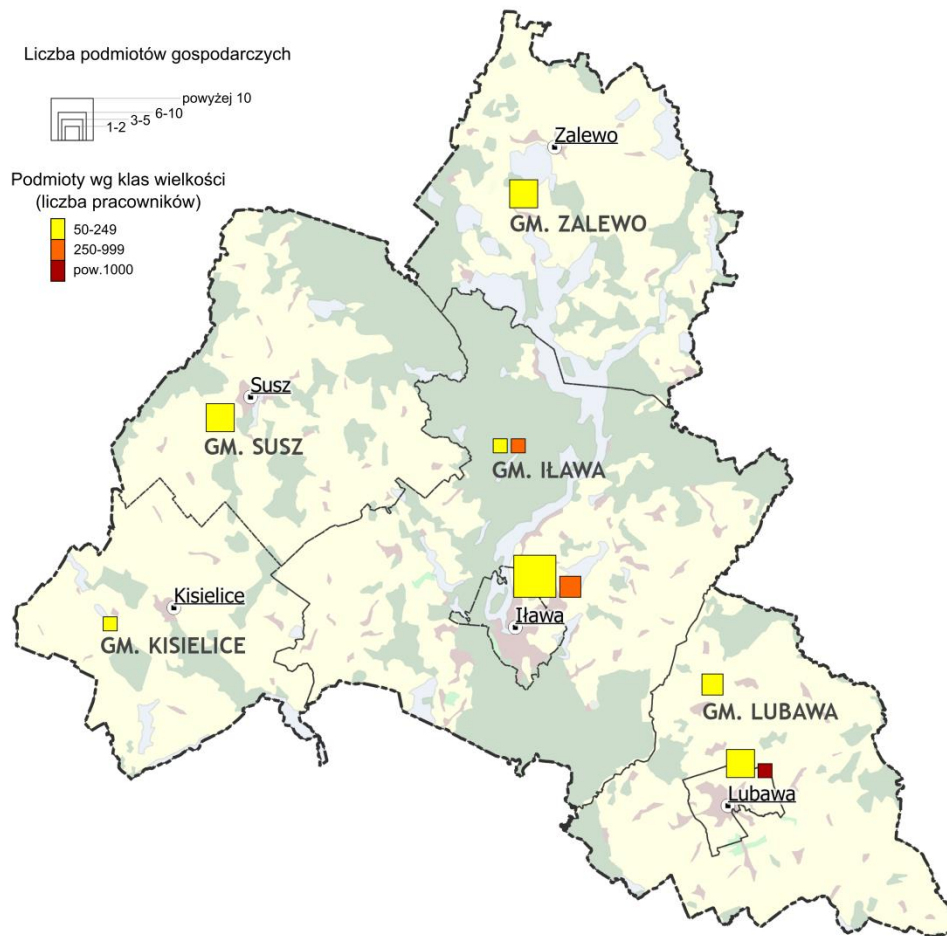 Liczba podmiotów gospodarczych
powyżej 10
6-10
3-5
1-2
Podmioty wg klas wielkości
(liczba pracowników)
50-249
250-999
pow.1000
Zalewo
GM. ZALEWO
Susz
GM. SUSZ
GM. IŁAWA
Kisielice
GM. KISIELICE
Iława
GM. LUBAWA
Lubawa